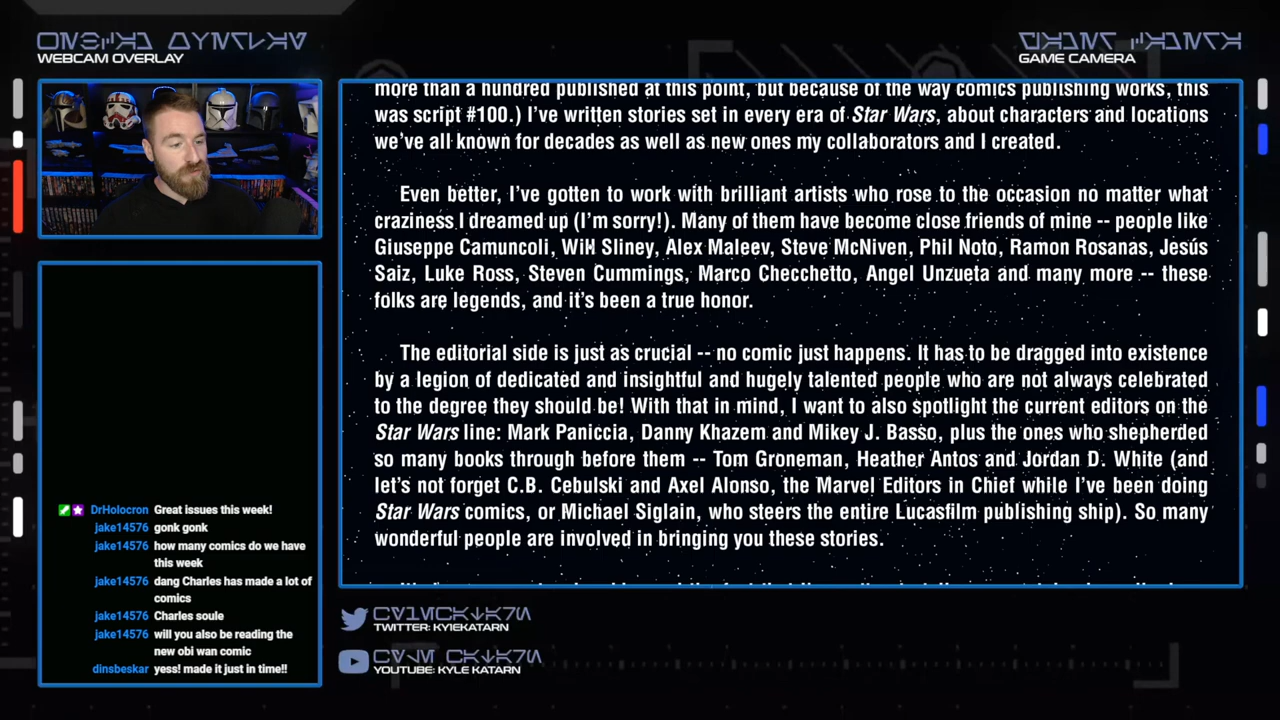 WEBCAM OVERLAY
GAME CAMERA
more than a hundred published at this point, but because of the way comics publishing works, this
was script #100.) I've written stories set in every era of Star Wars, about characters and locations
we've all known for decades as well as new ones my collaborators and I created.
Even better, I've gotten to work with brilliant artists who rose to the occasion no matter what
craziness I dreamed up (I'm sorry!). Many of them have become close friends of mine -- people like
Giuseppe Camuncoli, Will Sliney, Alex Maleev, Steve McNiven, Phil Noto, Ramon Rosanas, Jesús
Saiz, Luke Ross, Steven Cummings, Marco Checchetto, Angel Unzueta and many more -- these
folks are legends, and it's been a true honor.
The editorial side is just as crucial -- no comic just happens. It has to be dragged into existence
by a legion of dedicated and insightful and hugely talented people who are not always celebrated
to the degree they should be! With that in mind, I want to also spotlight the current editors on the
Star Wars line: Mark Paniccia, Danny Khazem and Mikey J. Basso, plus the ones who shepherded
so many books through before them -- Tom Groneman, Heather Antos and Jordan D. White (and
let's not forget C.B. Cebulski and Axel Alonso, the Marvel Editors in Chief while I've been doing
Star Wars comics, or Michael Siglain, who steers the entire Lucasfilm publishing ship). So many
wonderful people are involved in bringing you these stories.
DrHolocron Great issues this week!
jake14576 gonk gonk
jake14576 how many comics do we have
this week
jake14576 dang Charles has made a lot of
comics
jake14576 Charles soule
jake14576 will you also be reading the
new obi wan comic
dinsbeskar yes! made it just in time!!
TWITTER: KYLEKATARN
YOUTUBE: KYLE KATARN